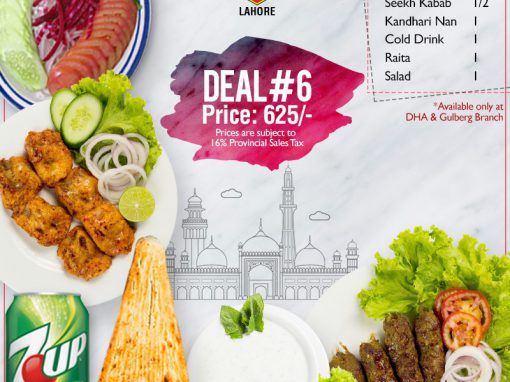 LAHORE
Seekh Kabab 1/2
Kandhari Nan 1
Cold Drink 1
Raita 1
Salad 1
*Available only at
DHA & Gulberg Branch
DEAL #6
Price: 625/-
Prices are subject to
16% Provincial Sales Tax
7UP